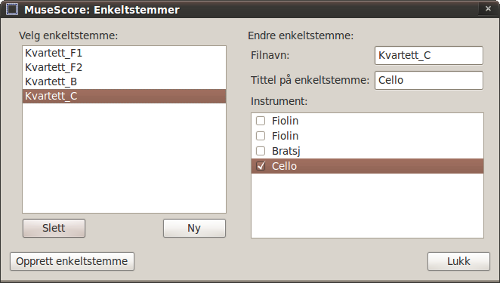 MuseScore: Enkeltstemmer
Velg enkeltstemme:
Kvartett_F1
Kvartett_F2
Kvartett_B
Kvartett_C
Slett
Ny
Endre enkeltstemme:
Filnavn:
Kvartett_C
Tittel på enkeltstemme:
Cello
Instrument:
Fiolin
Fiolin
Bratsj
Cello
Opprett enkeltstemme
Lukk